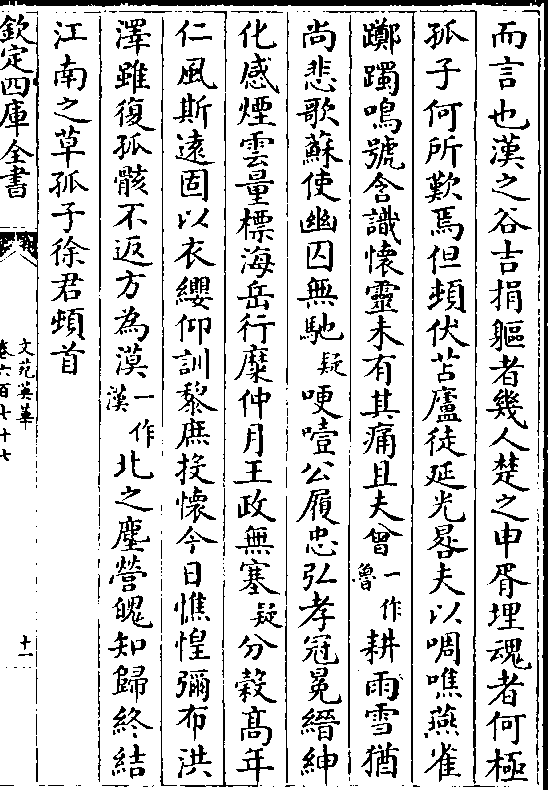 而言也漢之谷吉捐軀者幾人楚之申胥埋魂者何極
孤子何所歎焉但頓伏苫廬徒延光晷夫以啁噍燕雀
躑躅鳴號含識懷靈未有其痛且夫曾一作魯耕雨雪猶
尚悲歌蘇使幽囚無馳疑哽噎公履忠弘孝冠冕縉紳
化感煙雲量標海岳行糜仲月王政無塞疑分穀髙年
仁風斯逺固以衣纓仰訓黎庶投懷今日憔惶彌布洪
澤雖復孤骸不返方為漠一作漢北之塵營魄知歸終結
江南之草孤子徐君頓首
欽定四庫全書
文苑英華
卷六百七十七
十一